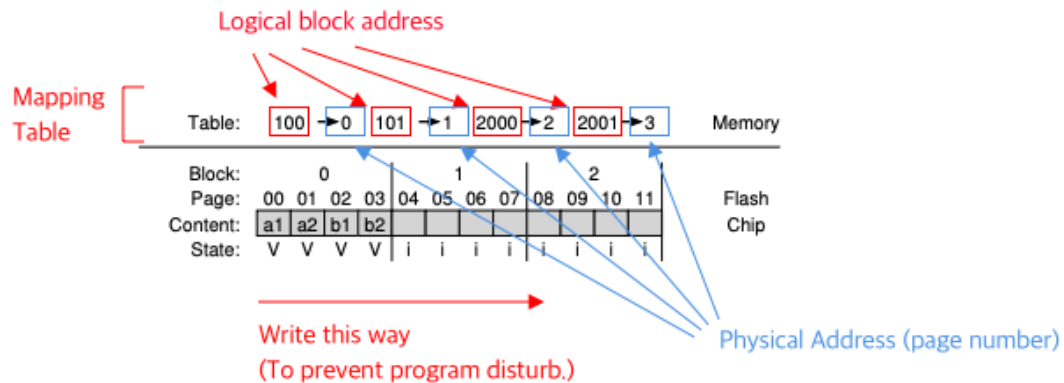 Logical block address
Mapping
Table
Table: 100 0 101 1 2000 2 2001 3 Memory
Block: 0 1 2
Page: 00 01 02 03 04 05 06 07 08 09 10 11 Flash
Content: a1 a2 b1 b2 Chip
State: V V V V i i i i i i i i
Write this way
(To prevent program disturb.)
Physical Address (page number)